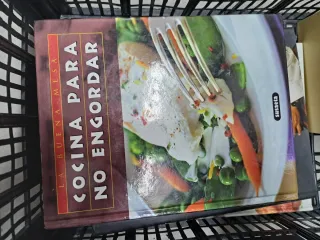 LA BUENA MESA
COCINA PARA
NO ENGORDAR
SUSAETA